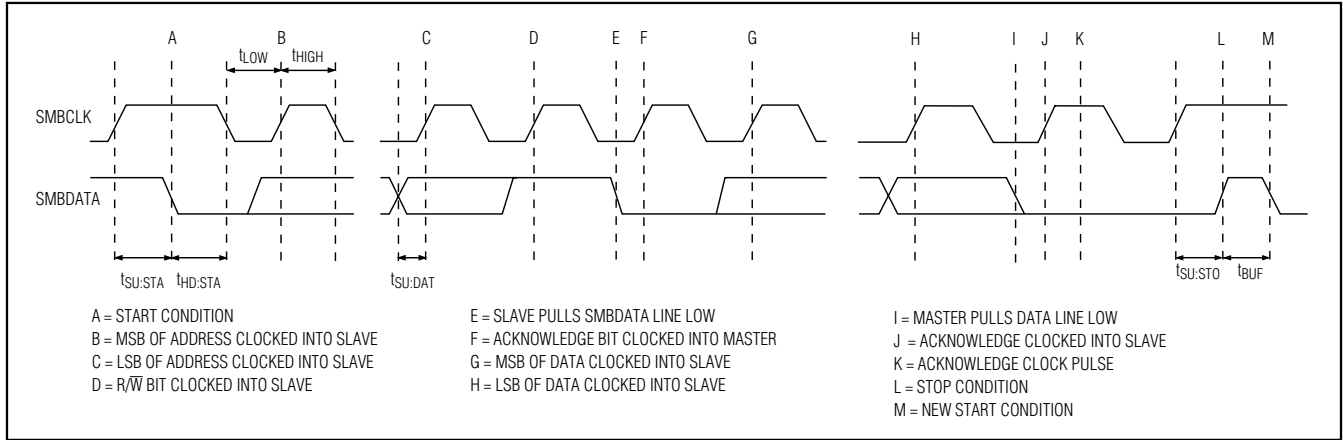 A B C D E F G H I J K L M
tLOW tHIGH
SMBCLK
SMBDATA
tSU:STA tHD:STA tSU:DAT tSU:STO tBUF
A = START CONDITION
B = MSB OF ADDRESS CLOCKED INTO SLAVE
C = LSB OF ADDRESS CLOCKED INTO SLAVE
D = R/W̅ BIT CLOCKED INTO SLAVE
E = SLAVE PULLS SMBDATA LINE LOW
F = ACKNOWLEDGE BIT CLOCKED INTO MASTER
G = MSB OF DATA CLOCKED INTO SLAVE
H = LSB OF DATA CLOCKED INTO SLAVE
I = MASTER PULLS DATA LINE LOW
J = ACKNOWLEDGE CLOCKED INTO SLAVE
K = ACKNOWLEDGE CLOCK PULSE
L = STOP CONDITION
M = NEW START CONDITION